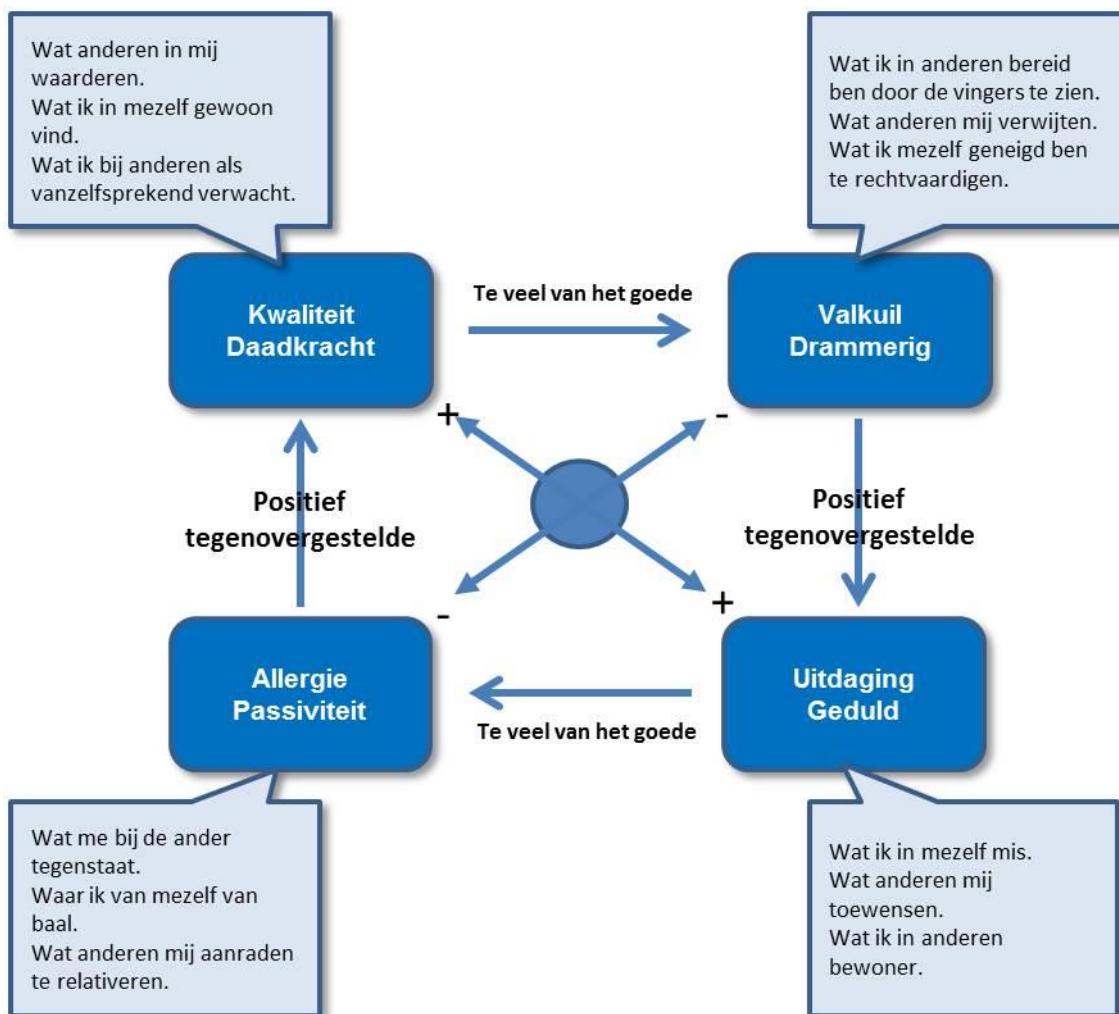 Wat anderen in mij
waarderen.
Wat ik in mezelf gewoon
vind.
Wat ik bij anderen als
vanzelfsprekend verwacht.
Wat ik in anderen bereid
ben door de vingers te zien.
Wat anderen mij verwijten.
Wat ik mezelf geneigd ben
te rechtvaardigen.
Kwaliteit
Daadkracht
Te veel van het goede
Valkuil
Drammerig
+
-
Positief
tegenovergestelde
Positief
tegenovergestelde
-
+
Allergie
Passiviteit
Te veel van het goede
Uitdaging
Geduld
Wat me bij de ander
tegenstaat.
Waar ik van mezelf van
baal.
Wat anderen mij aanraden
te relativeren.
Wat ik in mezelf mis.
Wat anderen mij
toewensen.
Wat ik in anderen
bewoner.